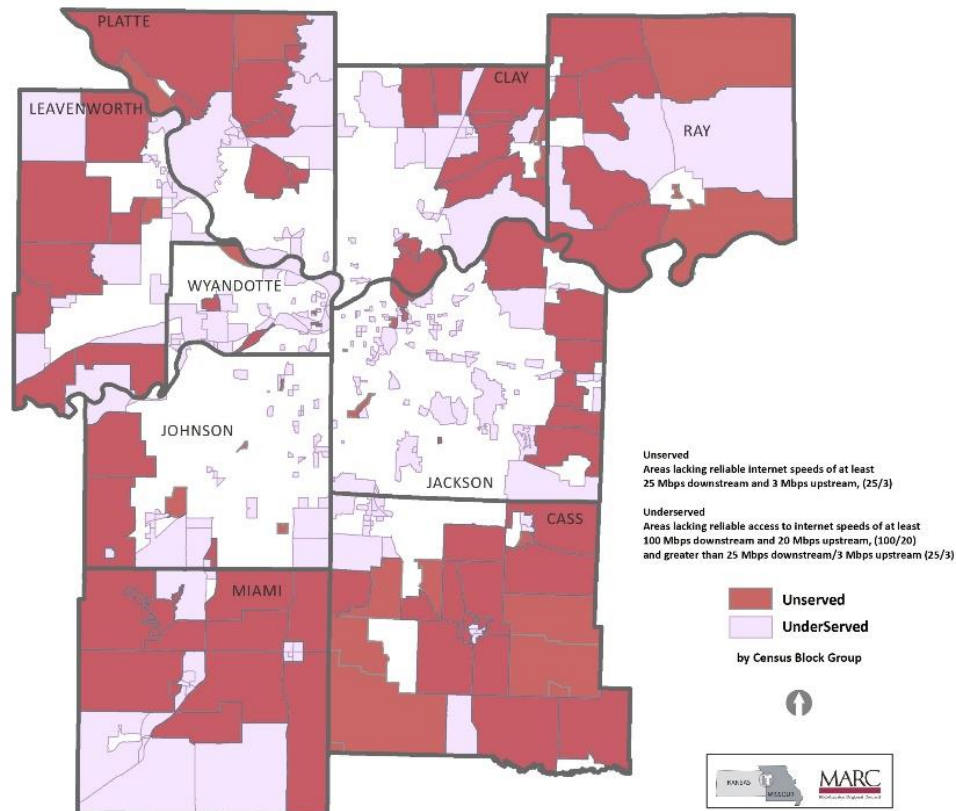 PLATTE
CLAY
LEAVENWORTH
RAY
WYANDOTTE
JOHNSON
JACKSON
CASS
MIAMI
Unserved
Areas lacking reliable internet speeds of at least
25 Mbps downstream and 3 Mbps upstream, (25/3)
Underserved
Areas lacking reliable access to internet speeds of at least
100 Mbps downstream and 20 Mbps upstream, (100/20)
and greater than 25 Mbps downstream/3 Mbps upstream (25/3)
Unserved
UnderServed
by Census Block Group
KANSAS
MISSOURI
MARC